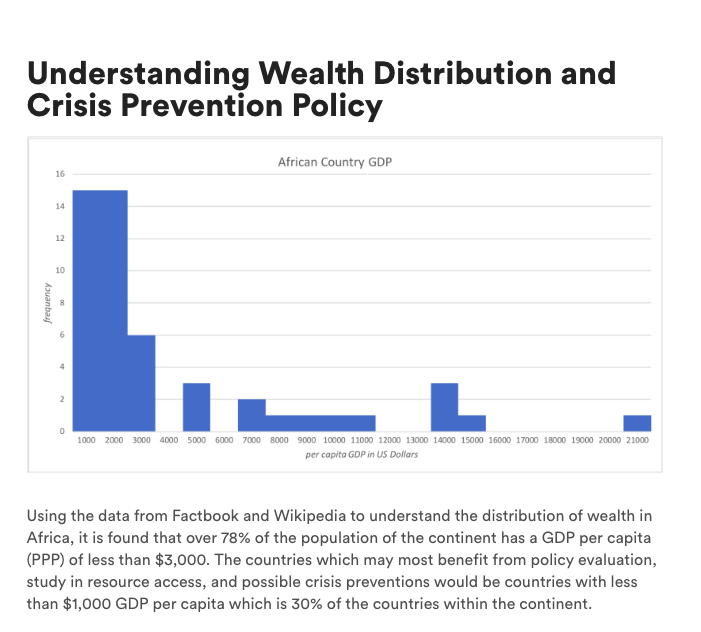 Understanding Wealth Distribution and
Crisis Prevention Policy
African Country GDP
16
14
12
10
8
6
4
2
0
frequency
1000 2000 3000 4000 5000 6000 7000 8000 9000 10000 11000 12000 13000 14000 15000 16000 17000 18000 19000 20000 21000
per capita GDP in US Dollars
Using the data from Factbook and Wikipedia to understand the distribution of wealth in
Africa, it is found that over 78% of the population of the continent has a GDP per capita
(PPP) of less than $3,000. The countries which may most benefit from policy evaluation,
study in resource access, and possible crisis preventions would be countries with less
than $1,000 GDP per capita which is 30% of the countries within the continent.